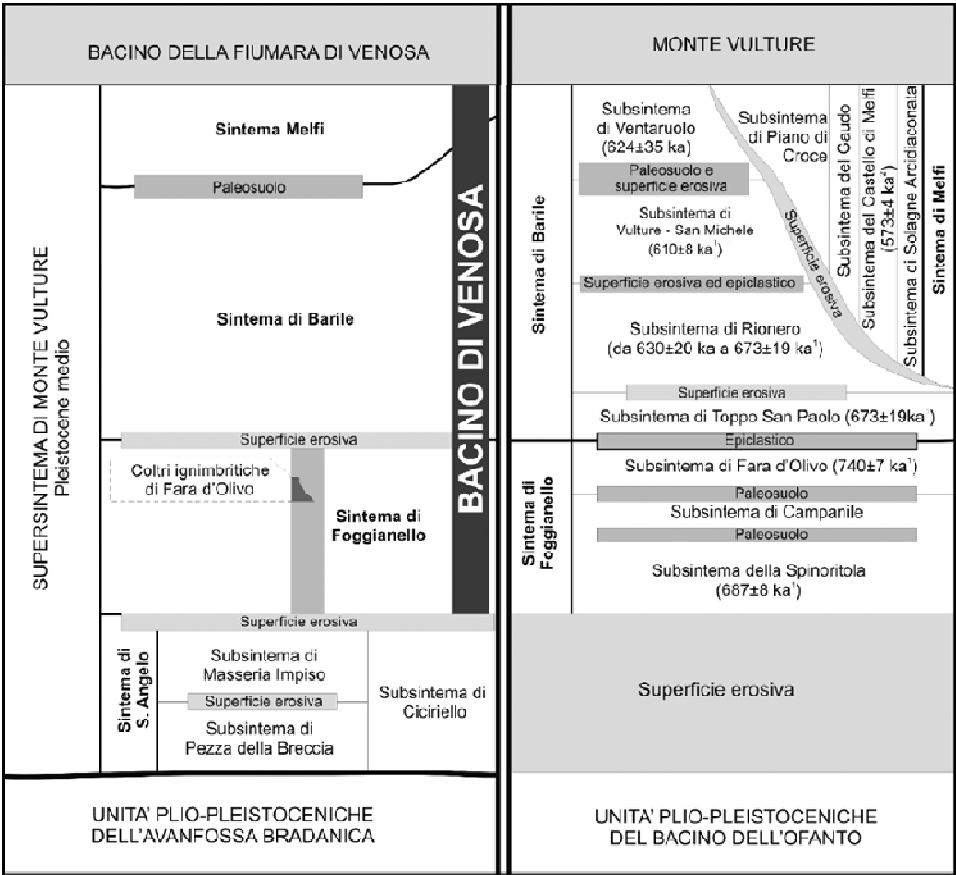 BACINO DELLA FIUMARA DI VENOSA
SUPERSINTEMA DI MONTE VULTURE
Pleistocene medio
Sintema Melfi
Paleosuolo
Sintema di Barile
Superficie erosiva
Coltri ignimbritiche
di Fara d'Olivo
Sintema di
Foggianello
BACINO DI VENOSA
Superficie erosiva
Sintema di
S. Angelo
Subsintema di
Masseria Impiso
Superficie erosiva
Subsintema di
Pezza della Breccia
Subsintema di
Ciciriello
UNITA' PLIO-PLEISTOCENICHE
DELL'AVANFOSSA BRADANICA
MONTE VULTURE
Sintema di Barile
Subsintema
di Ventaruolo
(624±35 ka)
Paleosuolo e
superficie erosiva
Subsintema di
Vulture - San Michele
(610±8 ka¹)
Superficie erosiva ed epiclastico
Subsintema di Rionero
(da 630±20 ka a 673±19 ka¹)
Superficie erosiva
Subsintema di Toppo San Paolo (673±19ka¹)
Subsintema
di Piano di
Croce
Superficie erosiva
Subsintema del Gaudo
Subsintema del Castello di Melfi
(573±4 ka²)
Subsintema di Solagne Arcidiaconata
Sintema di Melfi
Sintema di
Foggianello
Epiclastico
Subsintema di Fara d'Olivo (740±7 ka¹)
Paleosuolo
Subsintema di Campanile
Paleosuolo
Subsintema della Spinoritola
(687±8 ka¹)
Superficie erosiva
UNITA' PLIO-PLEISTOCENICHE
DEL BACINO DELL'OFANTO